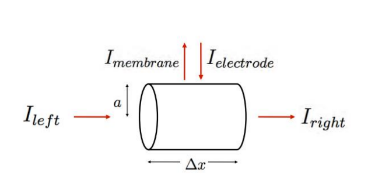 I_membrane I_electrode
a
I_left I_right
Δx